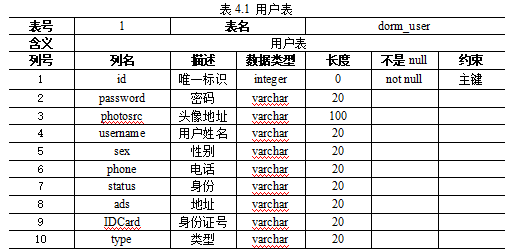 表 4.1 用户表
表号 1 表名 dorm_user
含义 用户表
列号 列名 描述 数据类型 长度 不是 null 约束
1 id 唯一标识 integer 0 not null 主键
2 password 密码 varchar 20
3 photosrc 头像地址 varchar 100
4 username 用户姓名 varchar 20
5 sex 性别 varchar 20
6 phone 电话 varchar 20
7 status 身份 varchar 20
8 ads 地址 varchar 20
9 IDCard 身份证号 varchar 20
10 type 类型 varchar 20